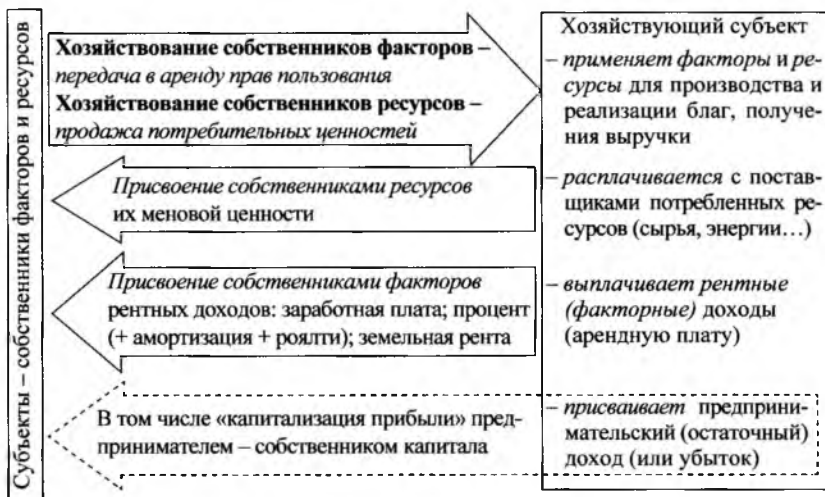 Субъекты – собственники факторов и ресурсов
Хозяйствование собственников факторов –
передача в аренду прав пользования
Хозяйствование собственников ресурсов –
продажа потребительных ценностей
Присвоение собственниками ресурсов
их меновой ценности
Присвоение собственниками факторов
рентных доходов: заработная плата; процент
(+ амортизация + роялти); земельная рента
В том числе «капитализация прибыли» пред-
принимателем – собственником капитала
Хозяйствующий субъект
– применяет факторы и ре-
сурсы для производства и
реализации благ, получе-
ния выручки
– расплачивается с постав-
щиками потребленных ре-
сурсов (сырья, энергии...)
– выплачивает рентные
(факторные) доходы
(арендную плату)
– присваивает предприни-
мательский (остаточный)
доход (или убыток)